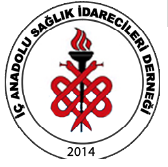 İÇ ANADOLU SAĞLIK İDARECİLERİ DERNEĞİ
2014